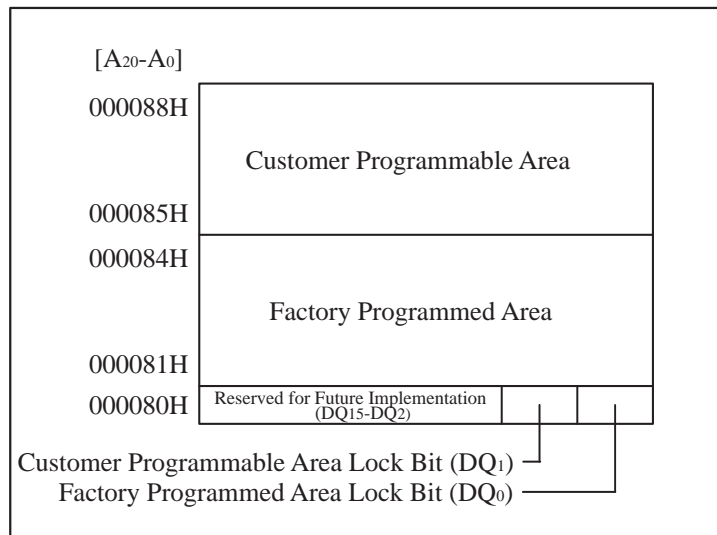 [A20-A0]
000088H
Customer Programmable Area
000085H
000084H
Factory Programmed Area
000081H
000080H
Reserved for Future Implementation
(DQ15-DQ2)
Customer Programmable Area Lock Bit (DQ1)
Factory Programmed Area Lock Bit (DQ0)